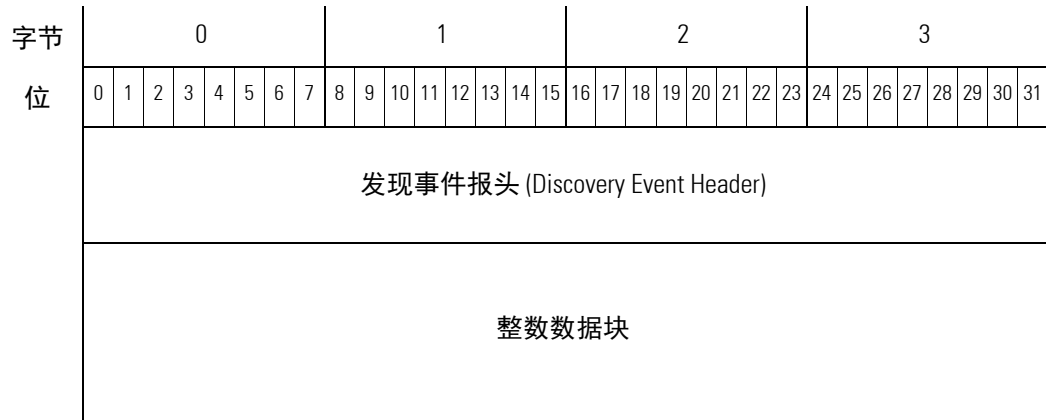 字节 0 1 2 3
位 0 1 2 3 4 5 6 7 8 9 10 11 12 13 14 15 16 17 18 19 20 21 22 23 24 25 26 27 28 29 30 31
发现事件报头 (Discovery Event Header)
整数数据块